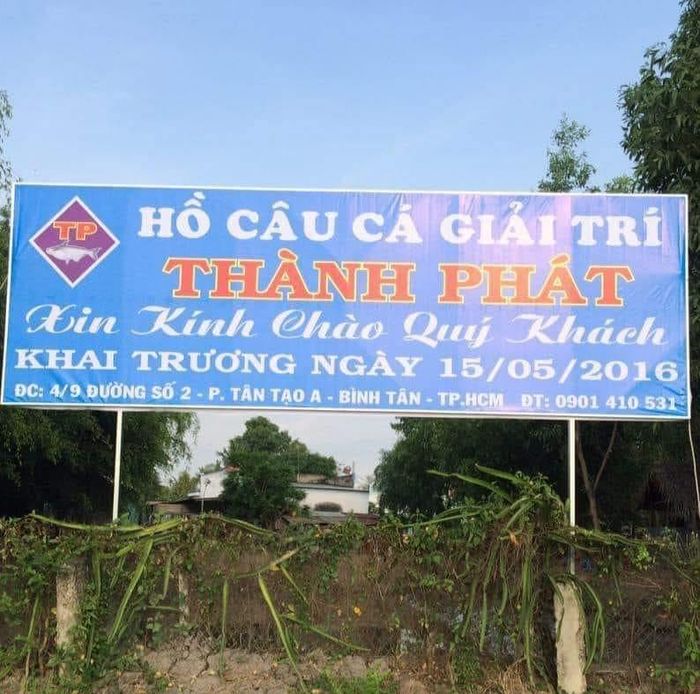 TP
HỒ CÂU CÁ GIẢI TRÍ
THÀNH PHÁT
Xin Kính Chào Quý Khách
KHAI TRƯƠNG NGÀY 15/05/2016
ĐC: 4/9 ĐƯỜNG SỐ 2 - P. TÂN TẠO A - BÌNH TÂN - TP.HCM ĐT: 0901 410 531